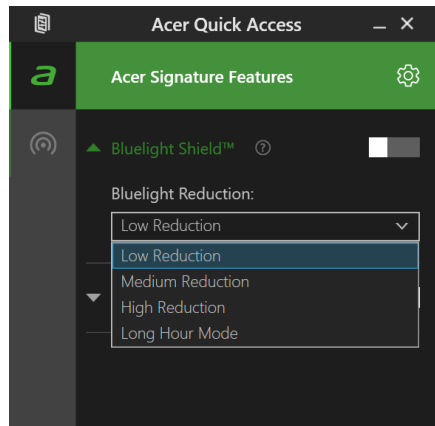 Acer Quick Access
a
Acer Signature Features
Bluelight Shield™ ?
Bluelight Reduction:
Low Reduction
Low Reduction
Medium Reduction
High Reduction
Long Hour Mode